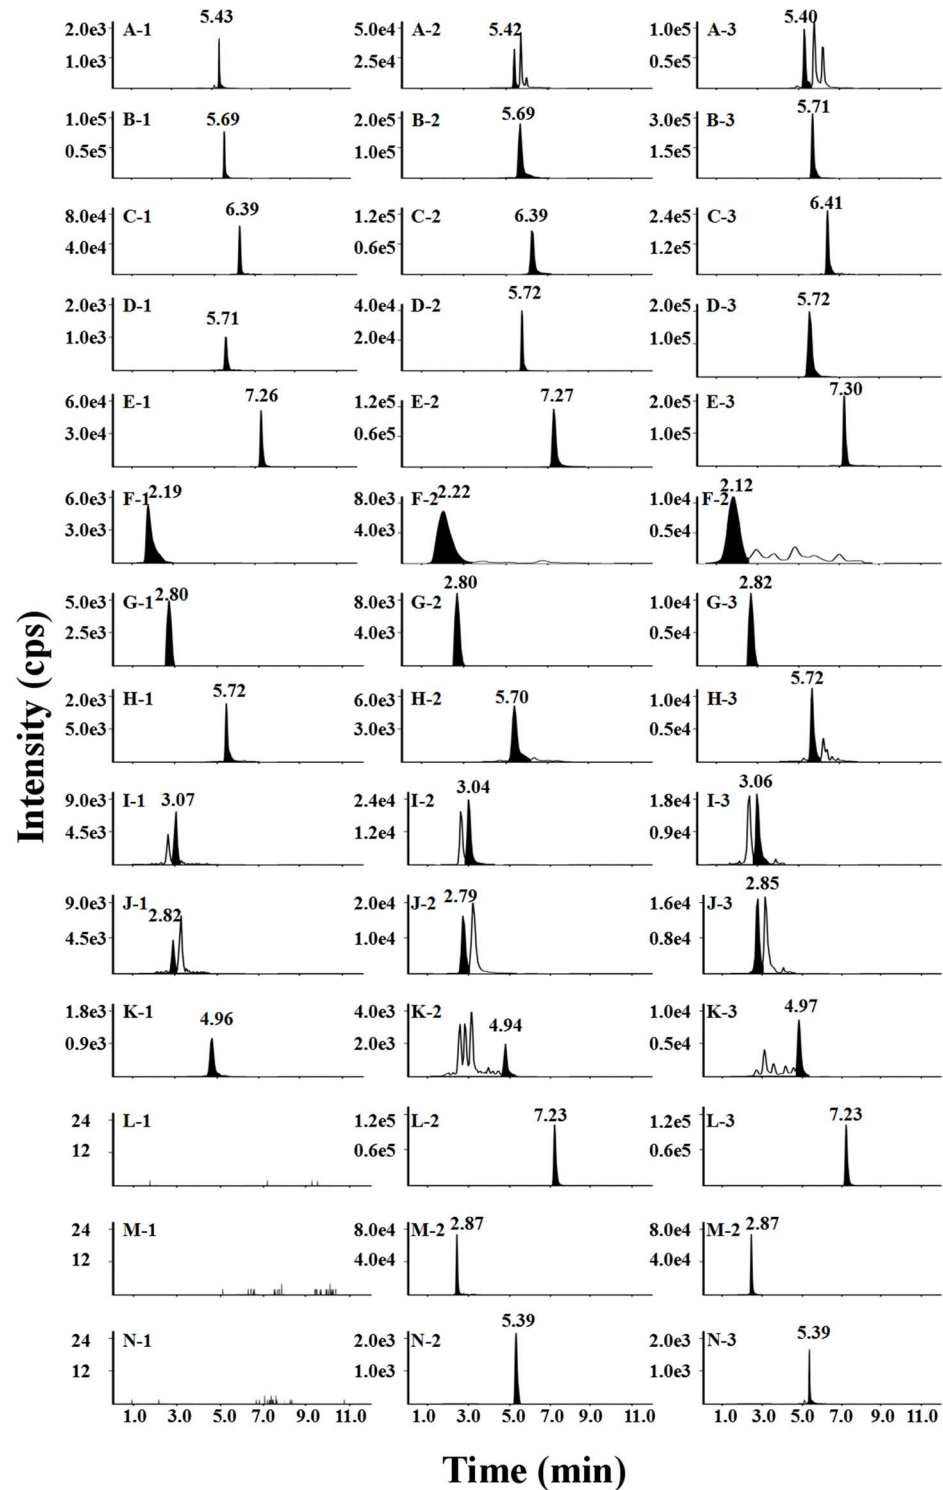 5.43 5.42 5.40
2.0e3 A-1 5.0e4 A-2 1.0e5 A-3
1.0e3 2.5e4 0.5e5
1.0e5 B-1 5.69 2.0e5 B-2 5.69 3.0e5 B-3 5.71
0.5e5 1.0e5 1.5e5
8.0e4 C-1 6.39 1.2e5 C-2 6.39 2.4e5 C-3 6.41
4.0e4 0.6e5 1.2e5
2.0e3 D-1 5.71 4.0e4 D-2 5.72 2.0e5 D-3 5.72
1.0e3 2.0e4 1.0e5
6.0e4 E-1 7.26 1.2e5 E-2 7.27 2.0e5 E-3 7.30
3.0e4 0.6e5 1.0e5
6.0e3 F-1 2.19 8.0e3 F-2 2.22 1.0e4 F-2 2.12
3.0e3 4.0e3 0.5e4
5.0e3 G-1 2.80 8.0e3 G-2 2.80 1.0e4 G-3 2.82
2.5e3 4.0e3 0.5e4
2.0e3 H-1 5.72 6.0e3 H-2 5.70 1.0e4 H-3 5.72
5.0e3 3.0e3 0.5e4
9.0e3 I-1 3.07 2.4e4 I-2 3.04 1.8e4 I-3 3.06
4.5e3 1.2e4 0.9e4
9.0e3 J-1 2.82 2.0e4 J-2 2.79 1.6e4 J-3 2.85
4.5e3 1.0e4 0.8e4
1.8e3 K-1 4.96 4.0e3 K-2 4.94 1.0e4 K-3 4.97
0.9e3 2.0e3 0.5e4
24 L-1 1.2e5 L-2 7.23 1.2e5 L-3 7.23
12 0.6e5 0.6e5
24 M-1 8.0e4 M-2 2.87 8.0e4 M-2 2.87
12 4.0e4 4.0e4
24 N-1 2.0e3 N-2 5.39 2.0e3 N-3 5.39
12 1.0e3 1.0e3
1.0 3.0 5.0 7.0 9.0 11.0 1.0 3.0 5.0 7.0 9.0 11.0 1.0 3.0 5.0 7.0 9.0 11.0
Intensity (cps)
Time (min)